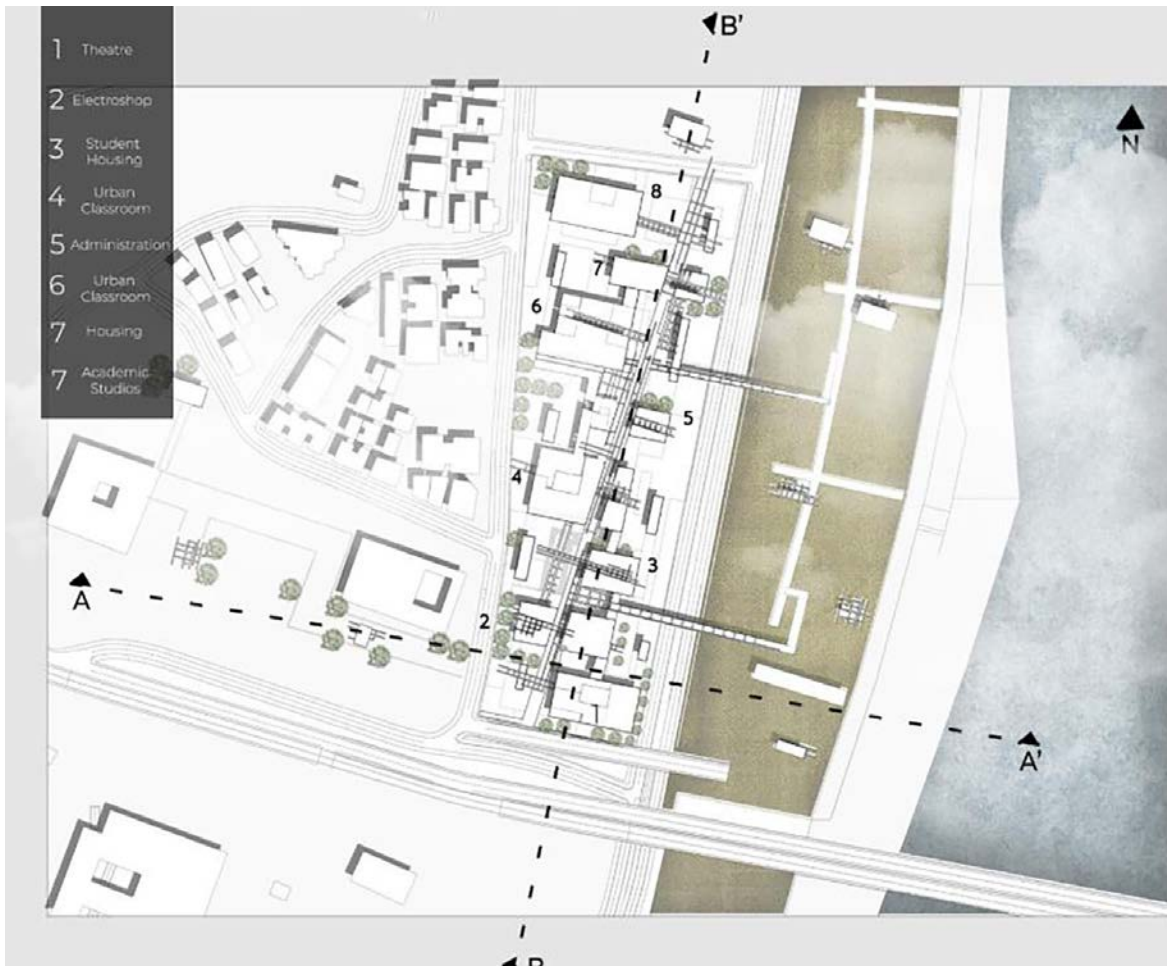 1 Theatre
2 Electroshop
3 Student
Housing
4 Urban
Classroom
5 Administration
6 Urban
Classroom
7 Housing
7 Academic
Studios
B'
N
8
7
6
5
4
3
2
A
A'
B